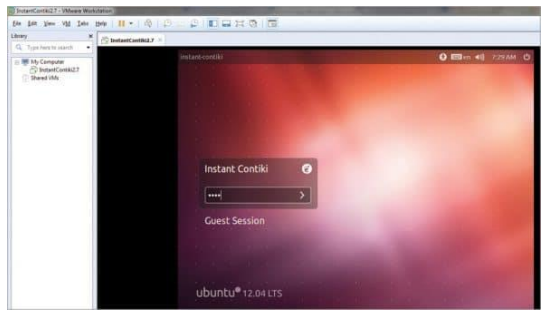 InstantContiki2.7 - VMware Workstation
File Edit View VM Tabs Help
Library
Type here to search
My Computer
InstantContiki2.7
Shared VMs
InstantContiki2.7
instant-contiki
en
7:29 AM
Instant Contiki
Guest Session
ubuntu® 12.04 LTS